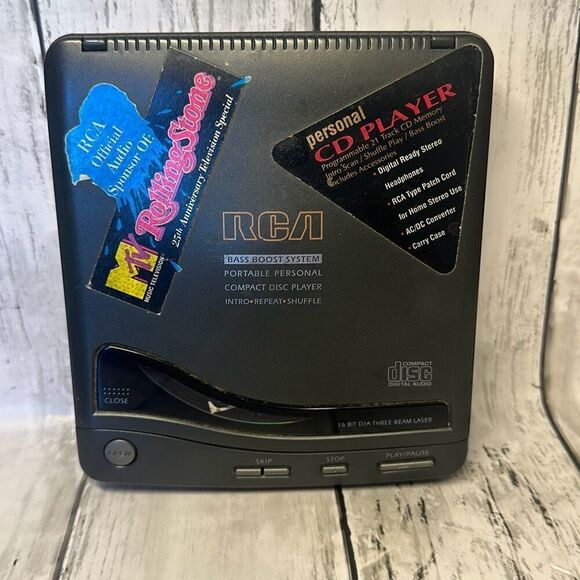 RCA
Official
Audio
Sponsor Of:
RollingStone
25th Anniversary Television Special
MTV
MUSIC TELEVISION
personal
CD PLAYER
Programmable 21 Track CD Memory
Intro Scan / Shuffle Play / Bass Boost
Includes Accessories
• Digital Ready Stereo
Headphones
• RCA Type Patch Cord
for Home Stereo Use
• AC/DC Converter
• Carry Case
RCA
BASS BOOST SYSTEM
PORTABLE PERSONAL
COMPACT DISC PLAYER
INTRO•REPEAT•SHUFFLE
COMPACT
disc
DIGITAL AUDIO
CLOSE
16 BIT D/A THREE BEAM LASER
OPEN
SKIP
STOP
PLAY/PAUSE